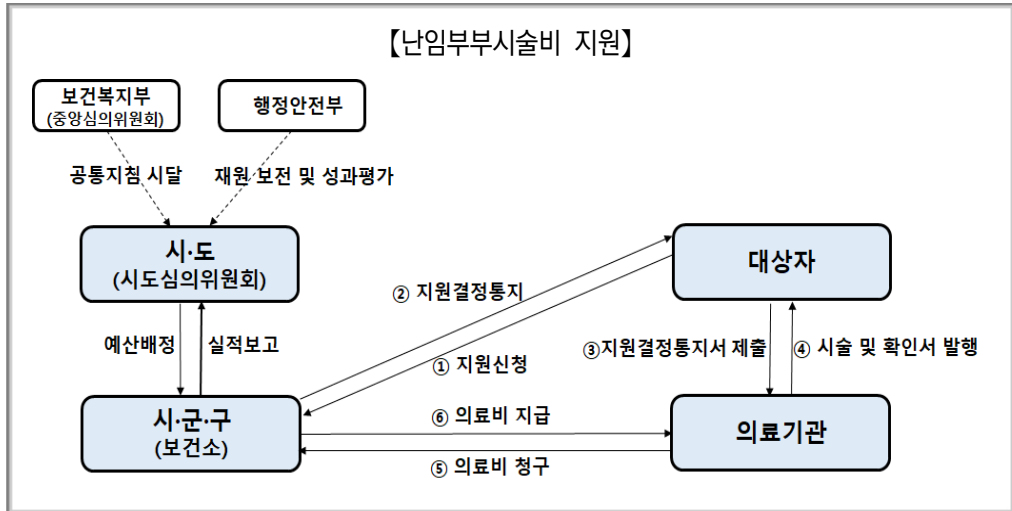 【난임부부시술비 지원】
보건복지부
(중앙심의위원회)
행정안전부
공통지침 시달
재원 보전 및 성과평가
시·도
(시도심의위원회)
대상자
② 지원결정통지
예산배정
실적보고
① 지원신청
③지원결정통지서 제출
④ 시술 및 확인서 발행
시·군·구
(보건소)
⑥ 의료비 지급
의료기관
⑤ 의료비 청구